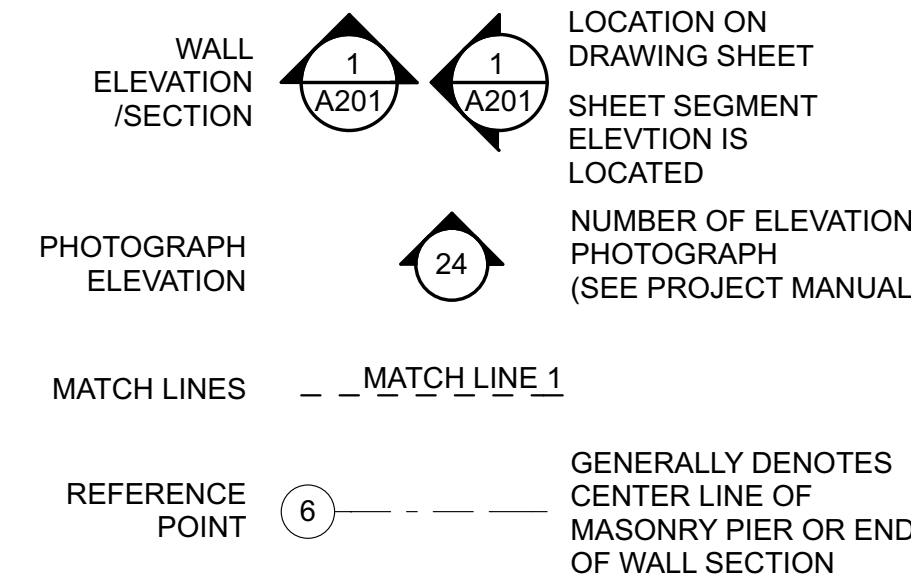 WALL
ELEVATION
/SECTION
1
A201
1
A201
LOCATION ON
DRAWING SHEET
SHEET SEGMENT
ELEVTION IS
LOCATED
PHOTOGRAPH
ELEVATION
24
NUMBER OF ELEVATION
PHOTOGRAPH
(SEE PROJECT MANUAL
MATCH LINES
MATCH LINE 1
REFERENCE
POINT
6
GENERALLY DENOTES
CENTER LINE OF
MASONRY PIER OR END
OF WALL SECTION